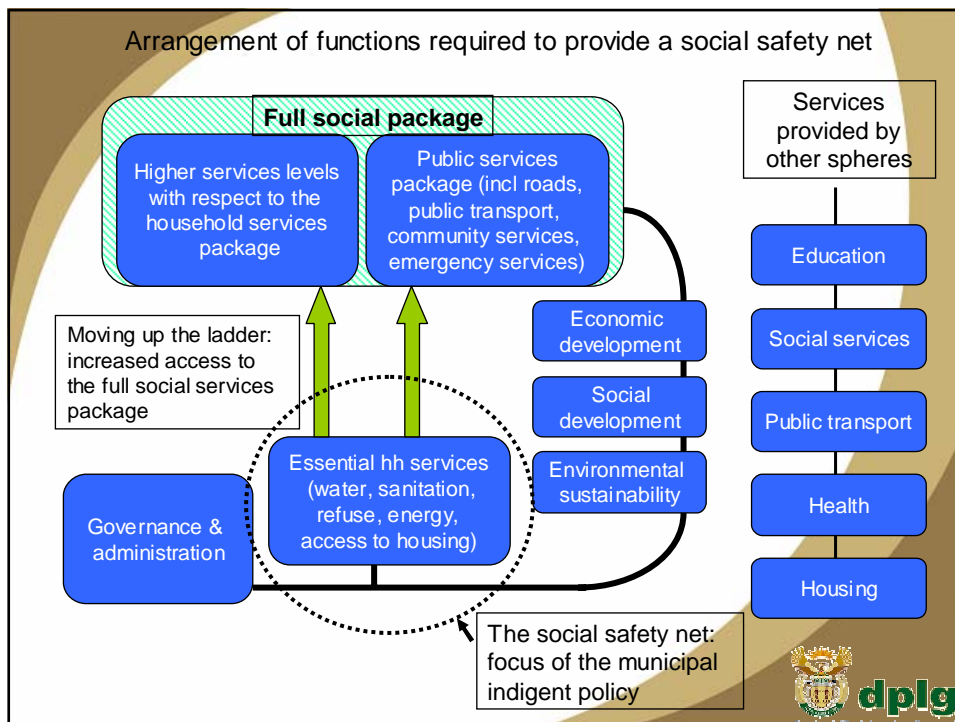 Arrangement of functions required to provide a social safety net
Full social package
Higher services levels
with respect to the
household services
package
Public services
package (incl roads,
public transport,
community services,
emergency services)
Moving up the ladder:
increased access to
the full social services
package
Economic
development
Social
development
Environmental
sustainability
Essential hh services
(water, sanitation,
refuse, energy,
access to housing)
Governance &
administration
The social safety net:
focus of the municipal
indigent policy
Services
provided by
other spheres
Education
Social services
Public transport
Health
Housing
dplg